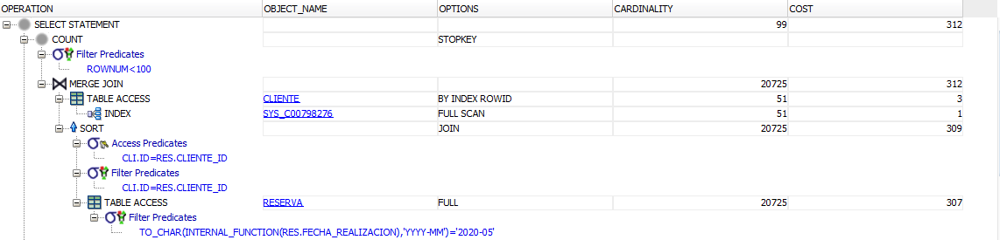 OPERATION OBJECT_NAME OPTIONS CARDINALITY COST
SELECT STATEMENT 99 312
COUNT STOPKEY
Filter Predicates
ROWNUM<100
MERGE JOIN 20725 312
TABLE ACCESS CLIENTE BY INDEX ROWID 51 3
INDEX SYS_C00798276 FULL SCAN 51 1
SORT JOIN 20725 309
Access Predicates
CLI.ID=RES.CLIENTE_ID
Filter Predicates
CLI.ID=RES.CLIENTE_ID
TABLE ACCESS RESERVA FULL 20725 307
Filter Predicates
TO_CHAR(INTERNAL_FUNCTION(RES.FECHA_REALIZACION),'YYYY-MM')='2020-05'